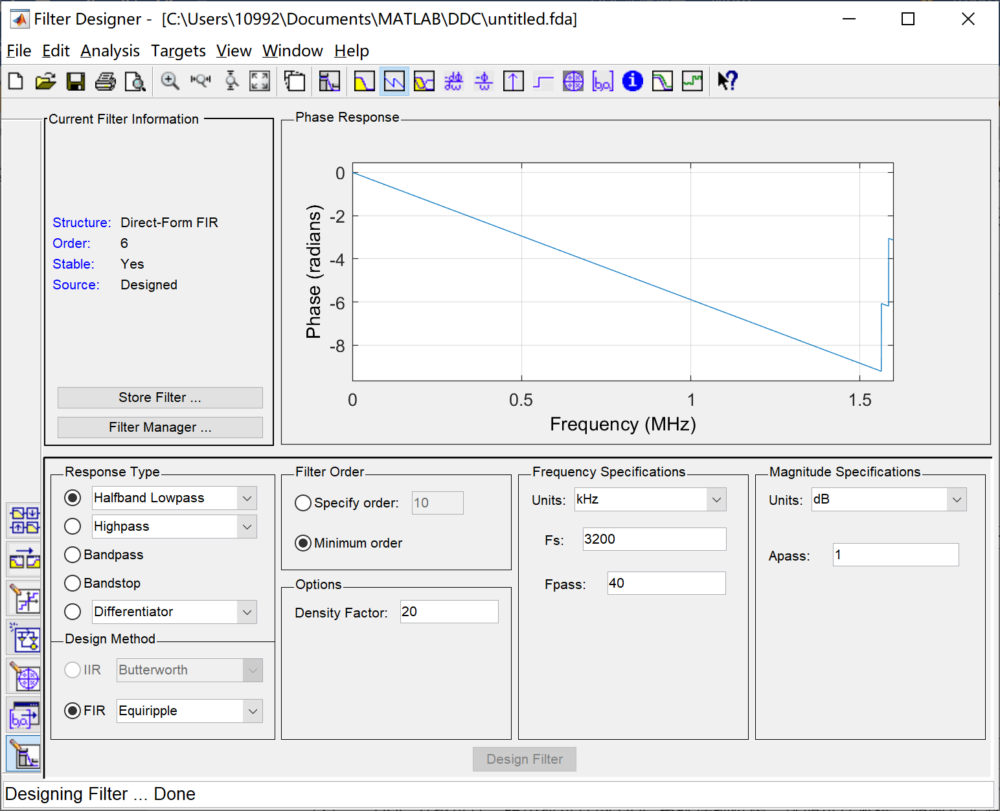 Filter Designer - [C:\Users\10992\Documents\MATLAB\DDC\untitled.fda]
File Edit Analysis Targets View Window Help
Current Filter Information
Structure: Direct-Form FIR
Order: 6
Stable: Yes
Source: Designed
Store Filter ...
Filter Manager ...
Phase Response
Phase (radians)
0
-2
-4
-6
-8
0 0.5 1 1.5
Frequency (MHz)
Response Type
Halfband Lowpass
Highpass
Bandpass
Bandstop
Differentiator
Design Method
IIR Butterworth
FIR Equiripple
Filter Order
Specify order: 10
Minimum order
Options
Density Factor: 20
Frequency Specifications
Units: kHz
Fs: 3200
Fpass: 40
Magnitude Specifications
Units: dB
Apass: 1
Design Filter
Designing Filter ... Done